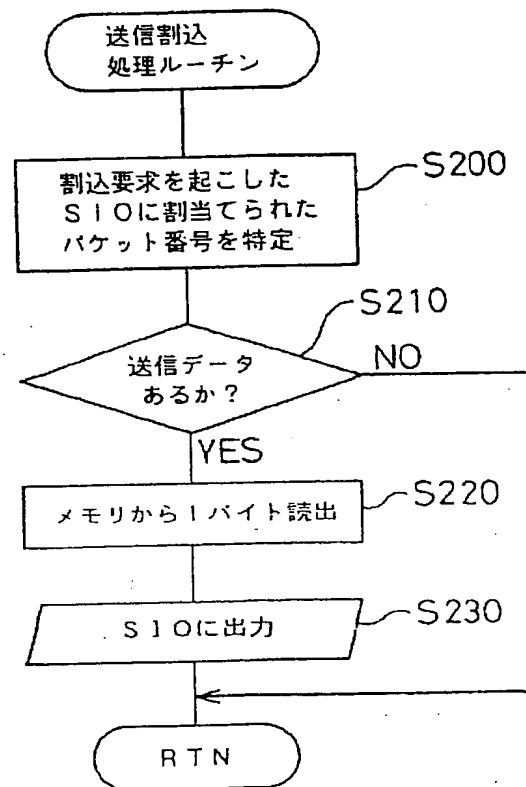 送信割込
処理ルーチン
割込要求を起こした
SIOに割当てられた
パケット番号を特定
S200
S210
送信データ
あるか?
NO
YES
メモリから1バイト読出
S220
SIOに出力
S230
RTN